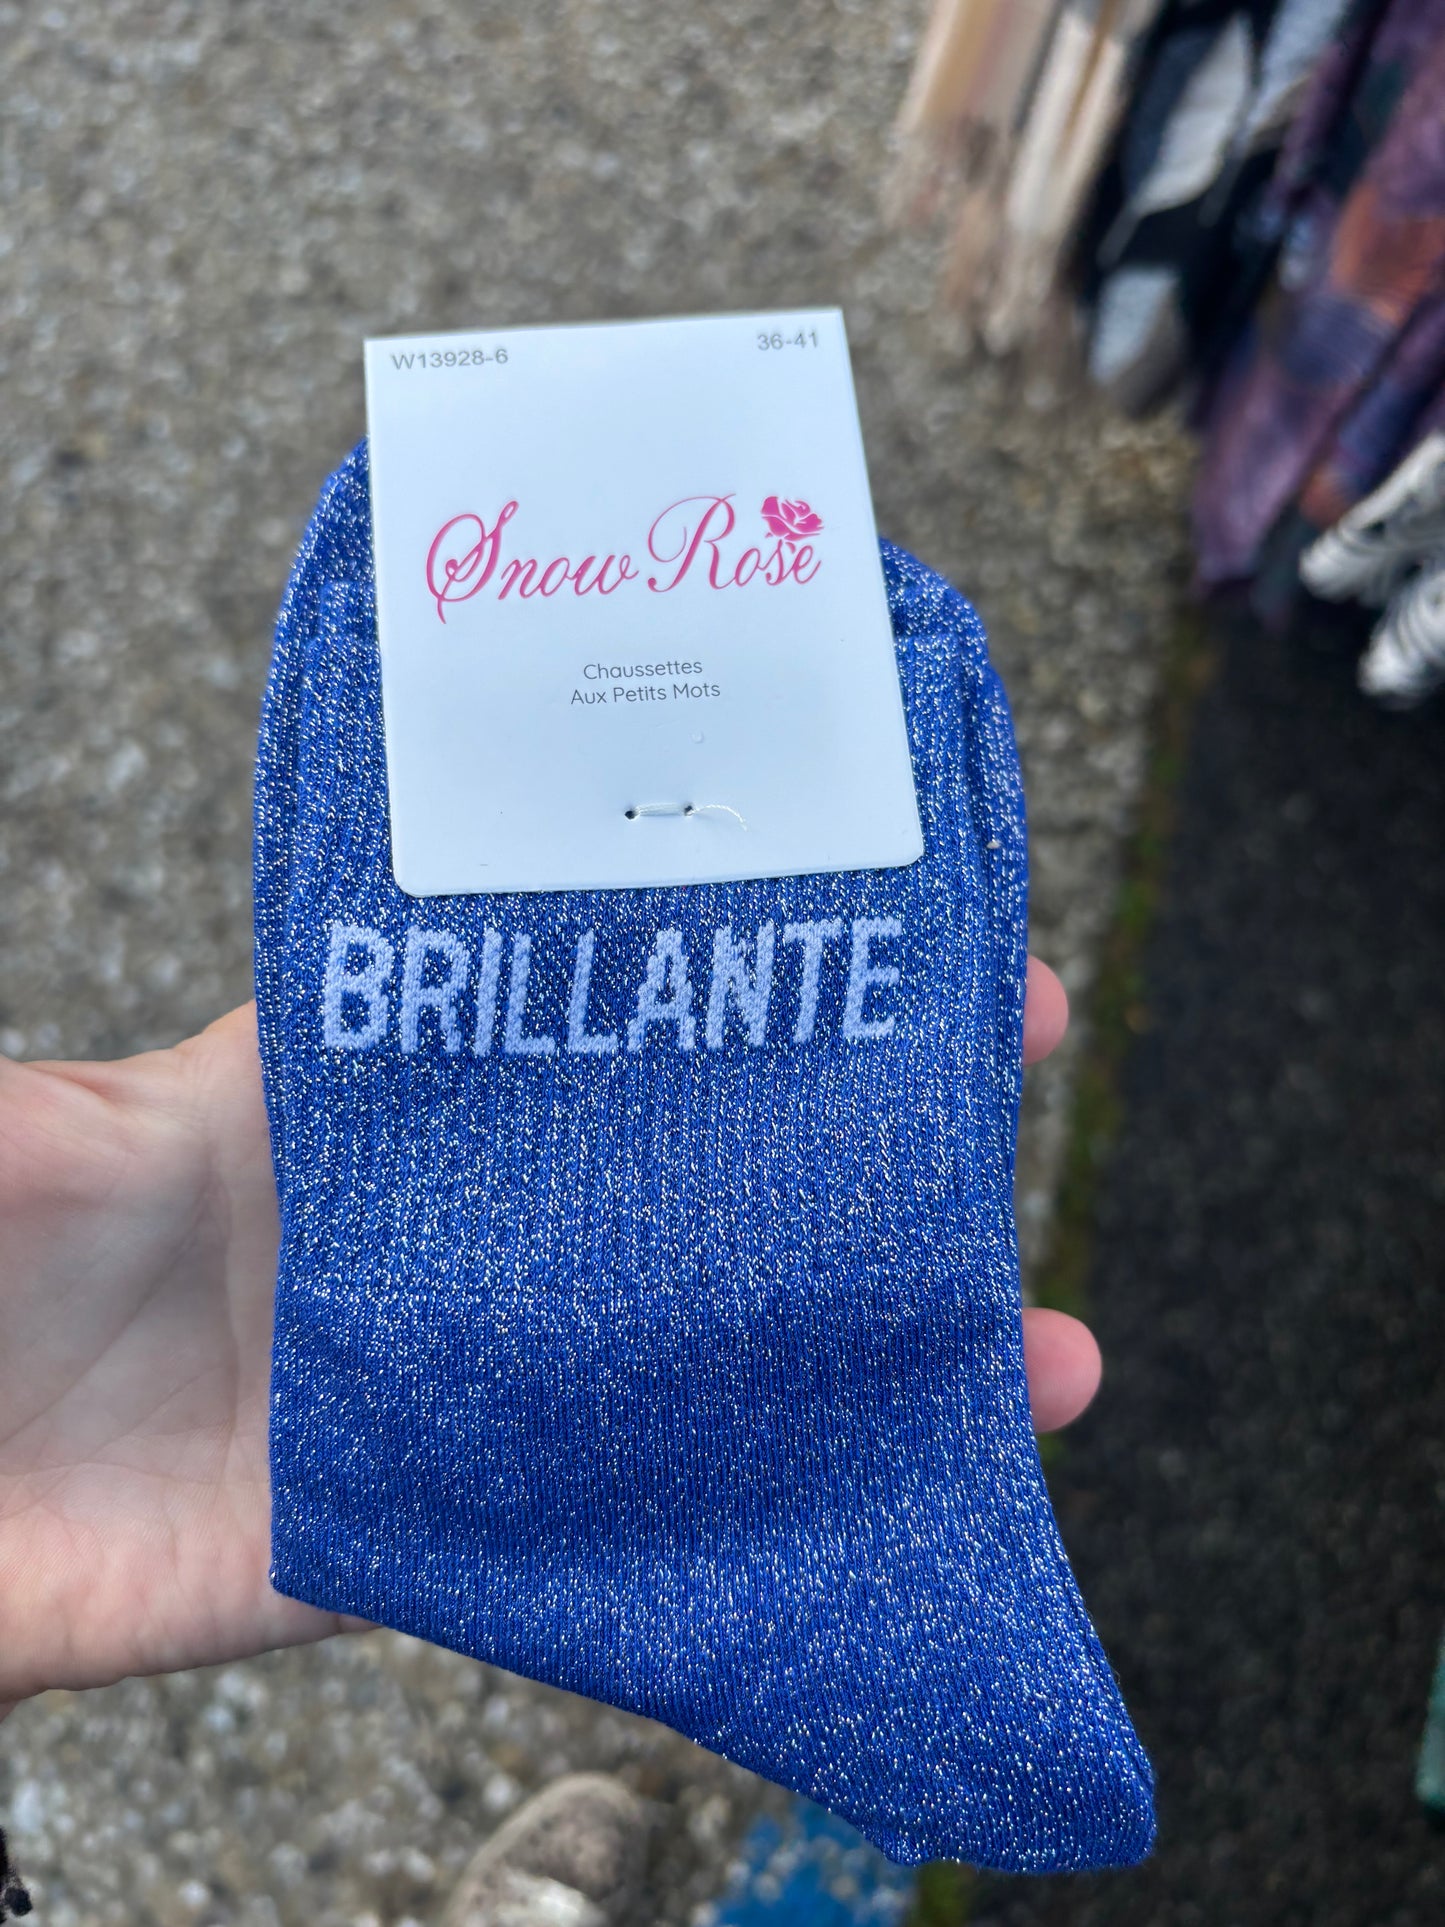 W13928-6 36-41
Snow Rose
Chaussettes
Aux Petits Mots
BRILLANTE